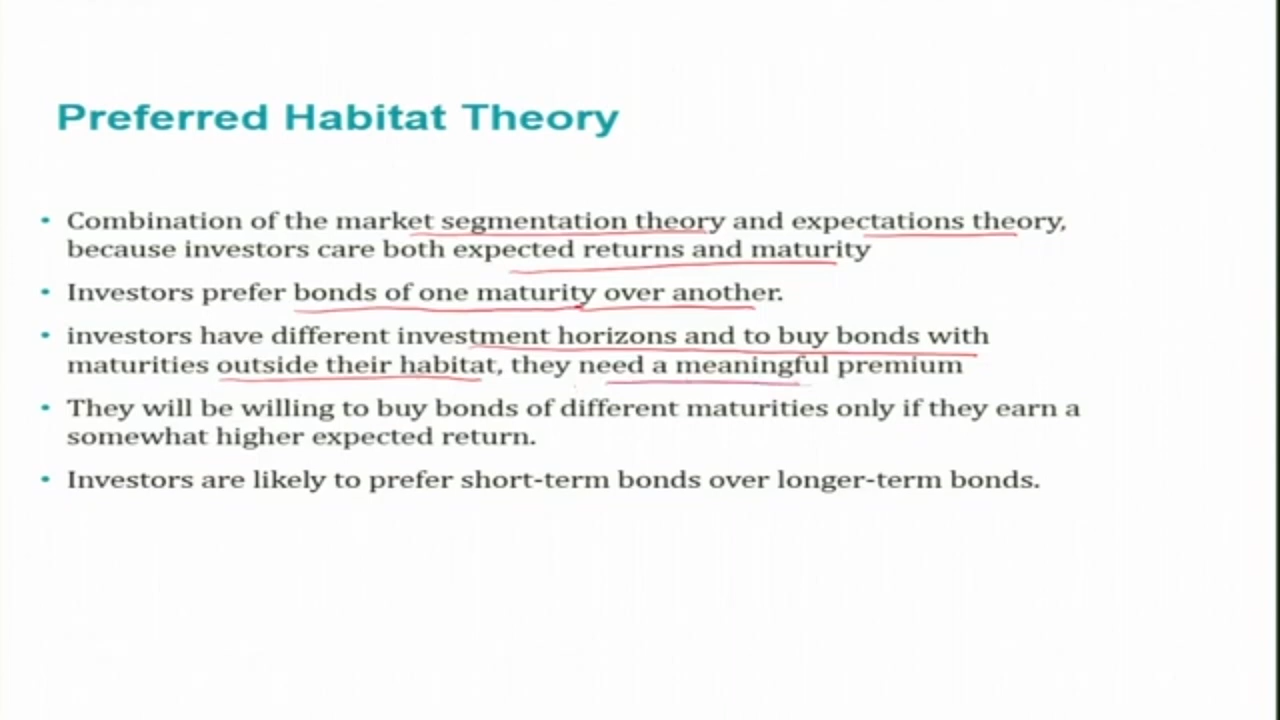 Preferred Habitat Theory
• Combination of the market segmentation theory and expectations theory,
because investors care both expected returns and maturity
• Investors prefer bonds of one maturity over another.
• investors have different investment horizons and to buy bonds with
maturities outside their habitat, they need a meaningful premium
• They will be willing to buy bonds of different maturities only if they earn a
somewhat higher expected return.
• Investors are likely to prefer short-term bonds over longer-term bonds.